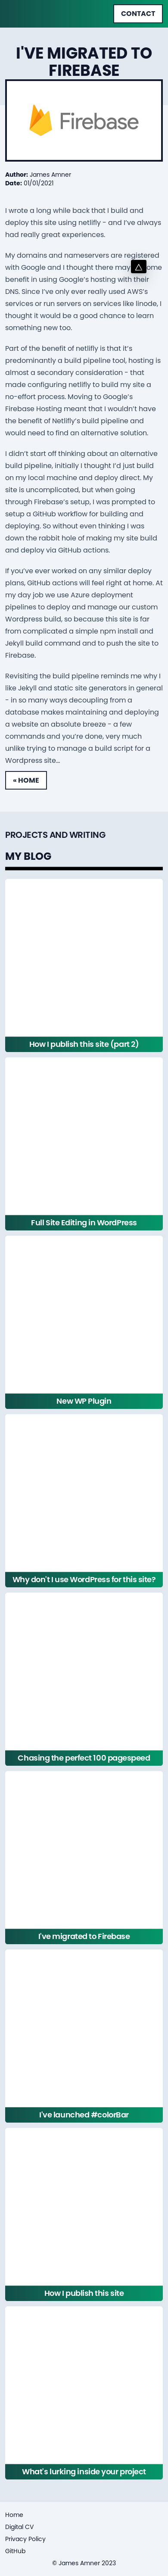 CONTACT
I'VE MIGRATED TO
FIREBASE
Firebase
Author: James Amner
Date: 01/01/2021
I wrote a long while back that I build and
deploy this site using netlify - and I've always
had really great experiences.
My domains and nameservers are registered
with Google and I thought there may be some
benefit in using Google's hosting with their
DNS. Since I've only ever really used AWS's
services or run servers on services like linode, I
thought it would be a good chance to learn
something new too.
Part of the benefit of netlifly is that it's
predominantly a build pipeline tool, hosting is
almost a secondary consideration - that
made configuring netlify to build my site a
no-effort process. Moving to Google's
Firebase Hosting meant that I wouldn't have
the benefit of Netlify's build pipeline and
would need to find an alternative solution.
I didn't start off thinking about an alternative
build pipeline, initially I thought I'd just build
on my local machine and deploy direct. My
site is uncomplicated, but when going
through Firebase's setup, I was prompted to
setup a GitHub workflow for building and
deploying. So without even thinking I was
down the rabbit hole of making my site build
and deploy via GitHub actions.
If you've ever worked on any similar deploy
plans, GitHub actions will feel right at home. At
my day job we use Azure deployment
pipelines to deploy and manage our custom
Wordpress build, so because this site is far
from complicated a simple npm install and
Jekyll build command and to push the site to
Firebase.
Revisiting the build pipeline reminds me why I
like Jekyll and static site generators in general
- in so many ways decoupling from a
database makes maintaining and deploying
a website an absolute breeze - a few
commands and you're done, very much
unlike trying to manage a build script for a
Wordpress site...
« HOME
PROJECTS AND WRITING
MY BLOG
How I publish this site (part 2)
Full Site Editing in WordPress
New WP Plugin
Why don't I use WordPress for this site?
Chasing the perfect 100 pagespeed
I've migrated to Firebase
I've launched #colorBar
How I publish this site
What's lurking inside your project
Home
Digital CV
Privacy Policy
GitHub
© James Amner 2023